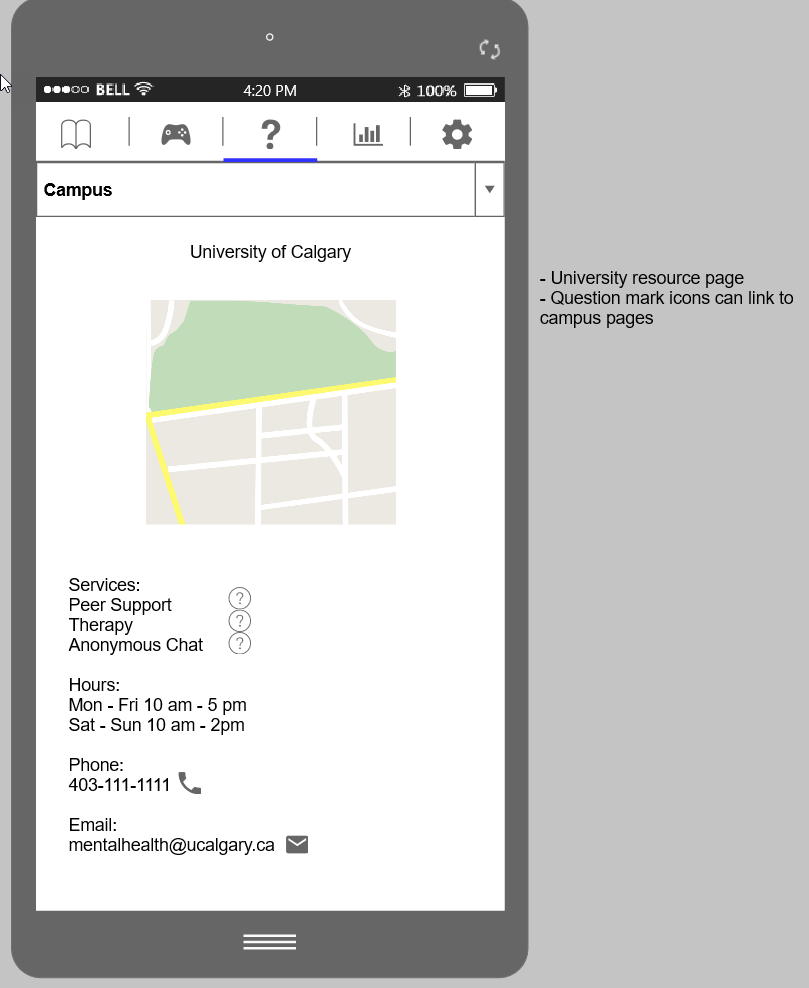 BELL 4:20 PM 100%
?
Campus
University of Calgary
- University resource page
- Question mark icons can link to
campus pages
Services:
Peer Support ?
Therapy ?
Anonymous Chat ?
Hours:
Mon - Fri 10 am - 5 pm
Sat - Sun 10 am - 2pm
Phone:
403-111-1111
Email:
mentalhealth@ucalgary.ca